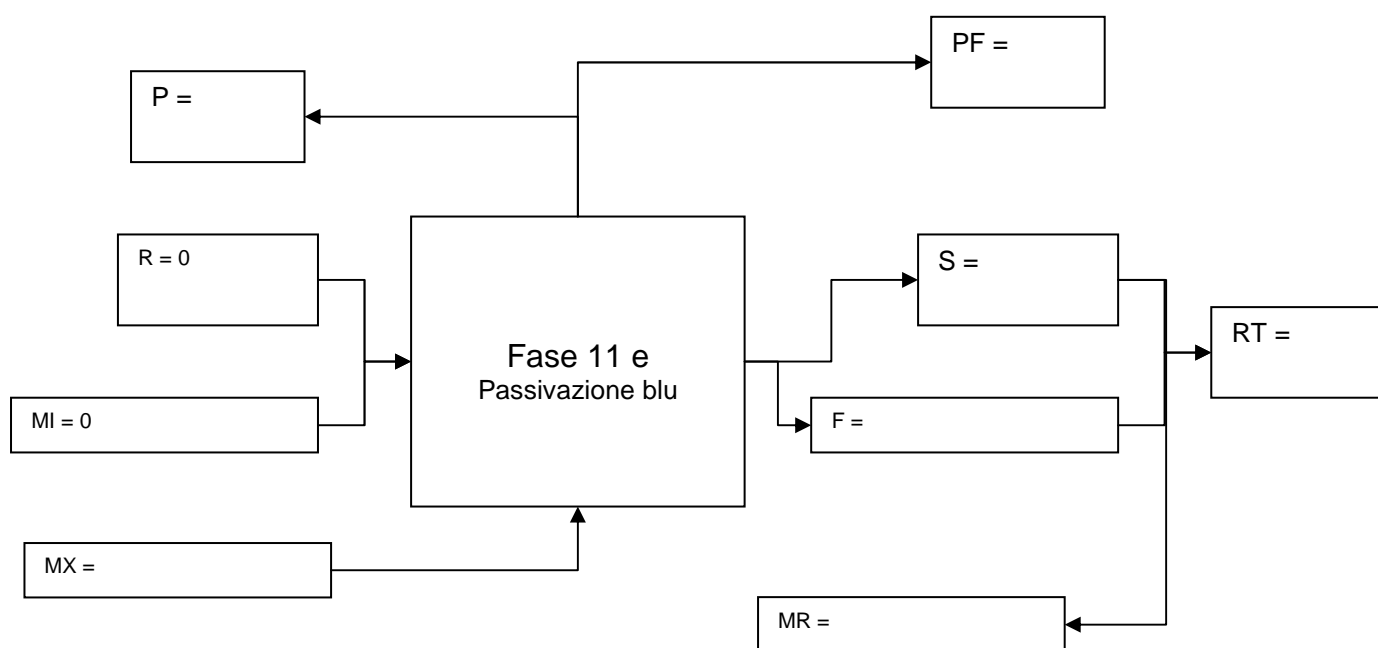 PF =
P =
R = 0
S =
RT =
Fase 11 e
Passivazione blu
MI = 0
F =
MX =
MR =